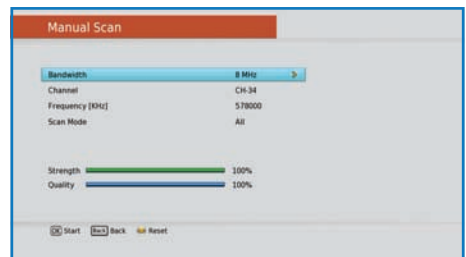 Manual Scan
Bandwidth 8 MHz >
Channel CH-34
Frequency [KHz] 578000
Scan Mode All
Strength 100%
Quality 100%
OK Start Back Back Reset